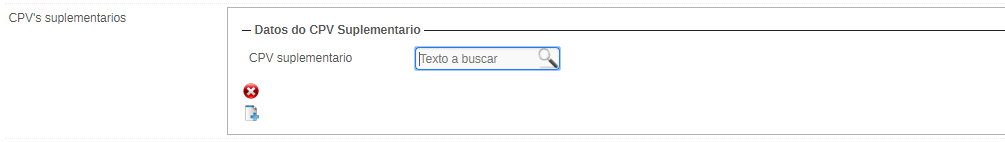 CPV's suplementarios
Datos do CPV Suplementario
CPV suplementario
Texto a buscar